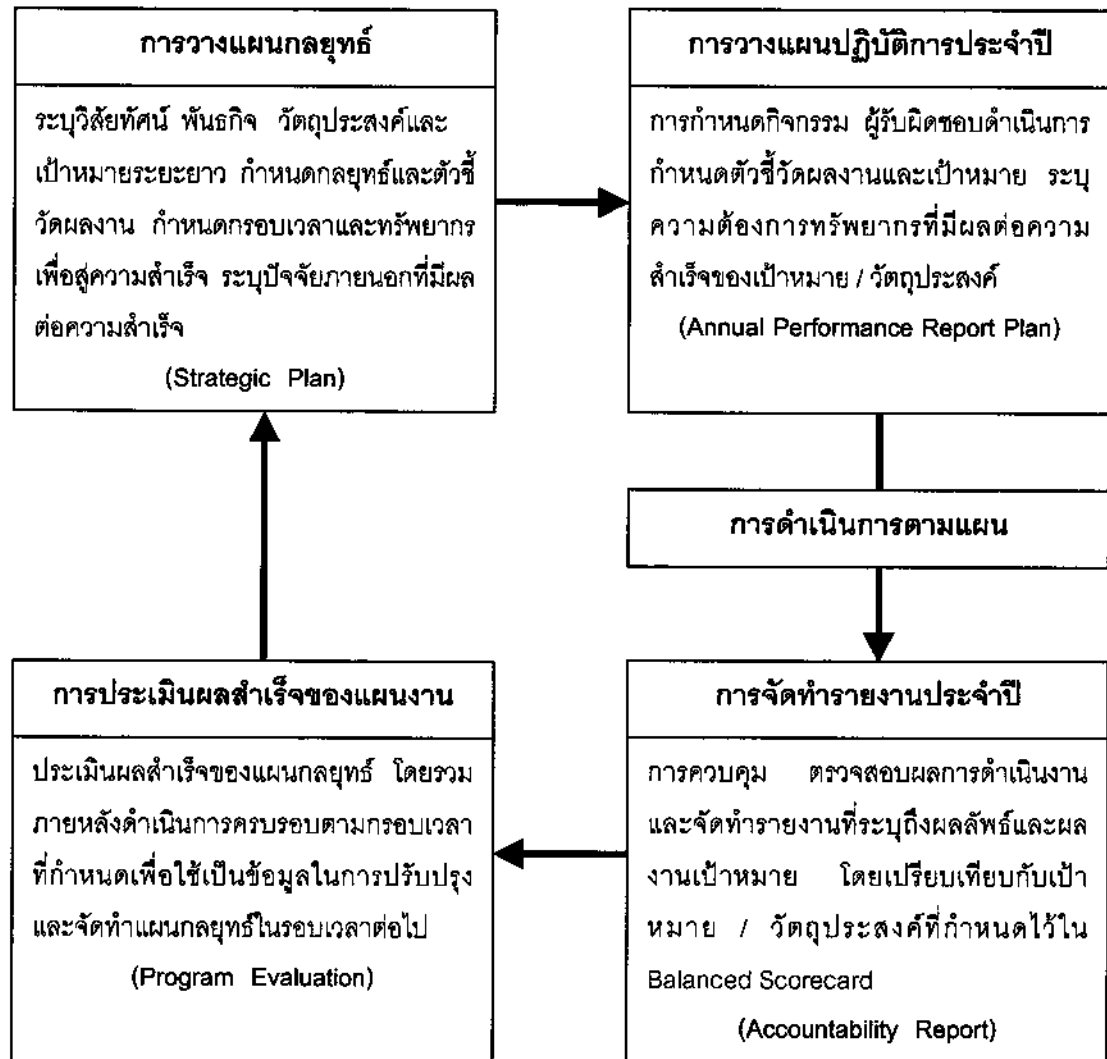 การวางแผนกลยุทธ์
ระบุวิสัยทัศน์ พันธกิจ วัตถุประสงค์และ
เป้าหมายระยะยาว กำหนดกลยุทธ์และตัวชี้
วัดผลงาน กำหนดกรอบเวลาและทรัพยากร
เพื่อสู่ความสำเร็จ ระบุปัจจัยภายนอกที่มีผล
ต่อความสำเร็จ
(Strategic Plan)
การวางแผนปฏิบัติการประจำปี
การกำหนดกิจกรรม ผู้รับผิดชอบดำเนินการ
กำหนดตัวชี้วัดผลงานและเป้าหมาย ระบุ
ความต้องการทรัพยากรที่มีผลต่อความ
สำเร็จของเป้าหมาย / วัตถุประสงค์
(Annual Performance Report Plan)
การดำเนินการตามแผน
การจัดทำรายงานประจำปี
การควบคุม ตรวจสอบผลการดำเนินงาน
และจัดทำรายงานที่ระบุถึงผลลัพธ์และผล
งานเป้าหมาย โดยเปรียบเทียบกับเป้า
หมาย / วัตถุประสงค์ที่กำหนดไว้ใน
Balanced Scorecard
(Accountability Report)
การประเมินผลสำเร็จของแผนงาน
ประเมินผลสำเร็จของแผนกลยุทธ์ โดยรวม
ภายหลังดำเนินการครบรอบตามกรอบเวลา
ที่กำหนดเพื่อใช้เป็นข้อมูลในการปรับปรุง
และจัดทำแผนกลยุทธ์ในรอบเวลาต่อไป
(Program Evaluation)